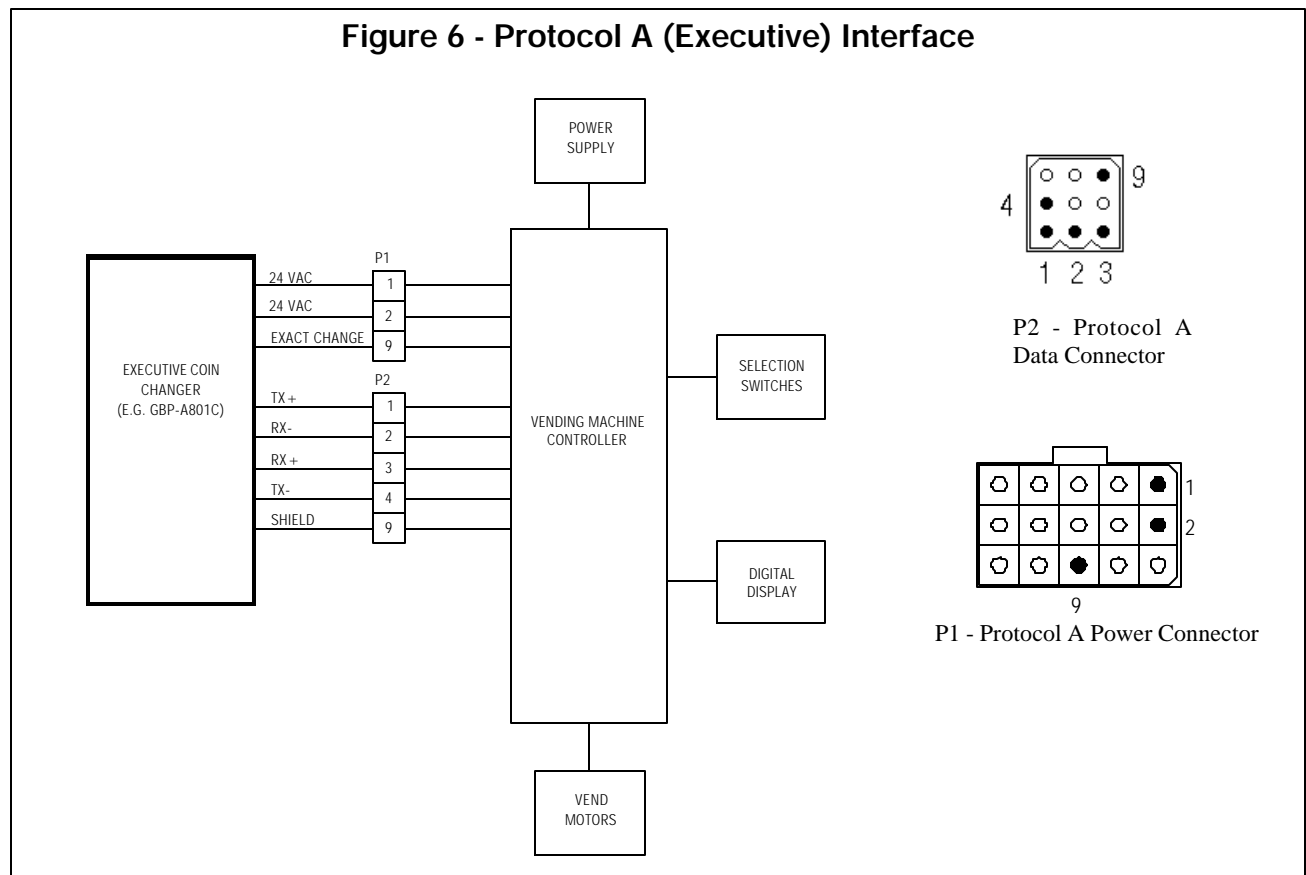 Figure 6 - Protocol A (Executive) Interface
POWER
SUPPLY
P1
24 VAC
1
24 VAC
2
EXACT CHANGE
9
EXECUTIVE COIN
CHANGER
(E.G. GBP-A801C)
P2
TX+
1
RX-
2
RX+
3
TX-
4
SHIELD
9
VENDING MACHINE
CONTROLLER
SELECTION
SWITCHES
DIGITAL
DISPLAY
VEND
MOTORS
9
4
1 2 3
P2 - Protocol A
Data Connector
1
2
9
P1 - Protocol A Power Connector